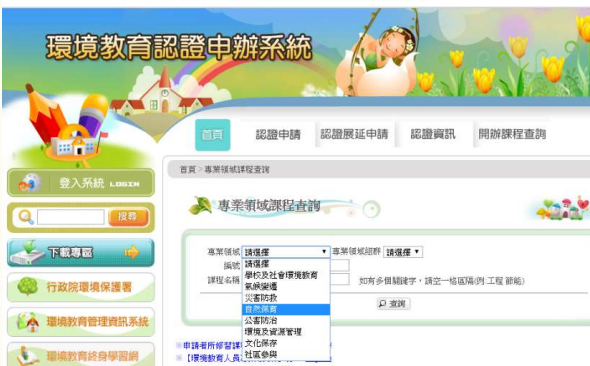 環境教育認證申辦系統
首頁
認證申請
認證展延申請
認證資訊
開辦課程查詢
首頁 > 專業領域課程查詢
登入系統 LOGIN
搜尋
下載專區
行政院環境保護署
環境教育管理資訊系統
環境教育終身學習網
專業領域課程查詢
專業領域 請選擇 專業領域組群 請選擇
請選擇
編號
學校及社會環境教育
課程名稱
氣候變遷
如有多個關鍵字，請空一格區隔(例:工程 節能)
災害防救
自然保育
查詢
公害防治
環境及資源管理
文化保存
社區參與
申請者所修習課
【環境教育人員